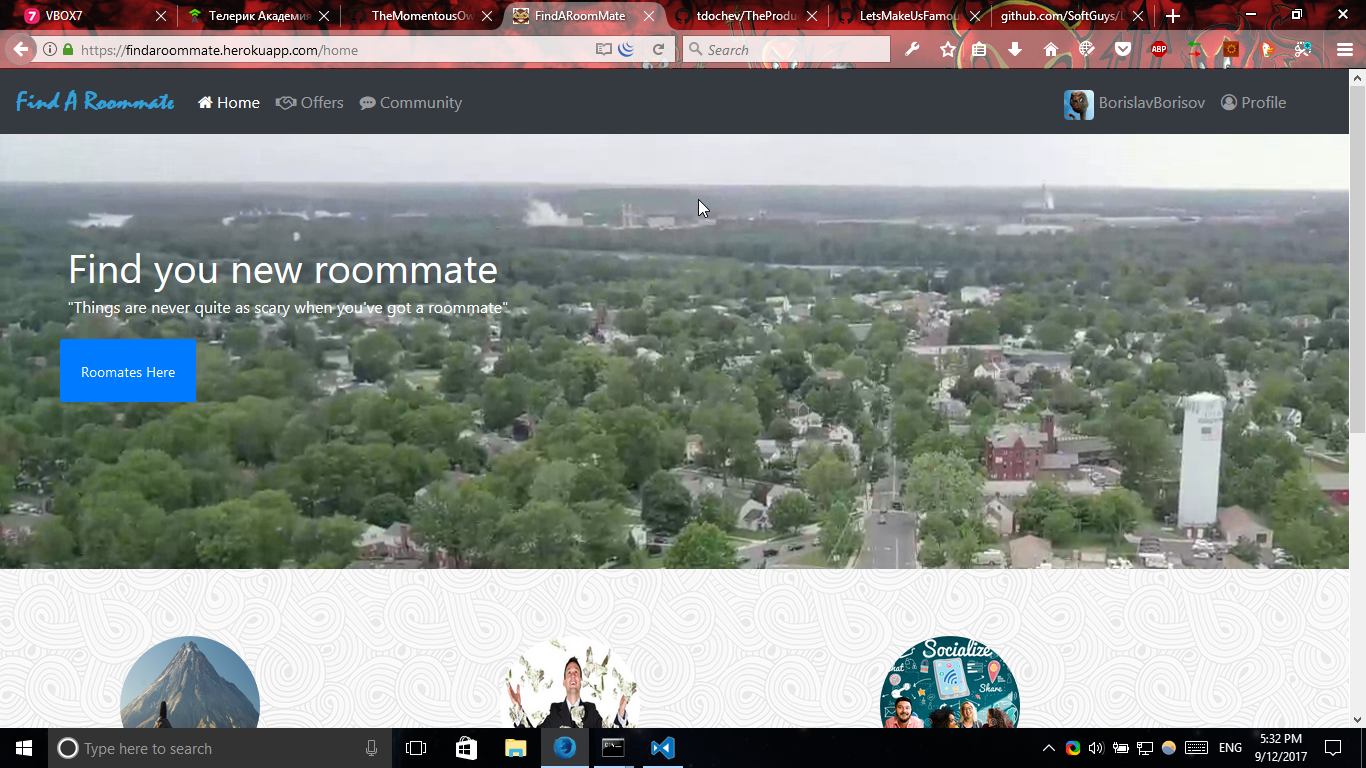 VBOX7
Телерик Академия
TheMomentousOw
FindARoomMate
tdochev/TheProdu
LetsMakeUsFamou
github.com/SoftGuys/L
https://findaroommate.herokuapp.com/home
Search
ABP
Find A Roommate
Home
Offers
Community
BorislavBorisov
Profile
Find you new roommate
"Things are never quite as scary when you've got a roommate"
Roomates Here
Socialize
Share
Type here to search
ENG
5:32 PM
9/12/2017